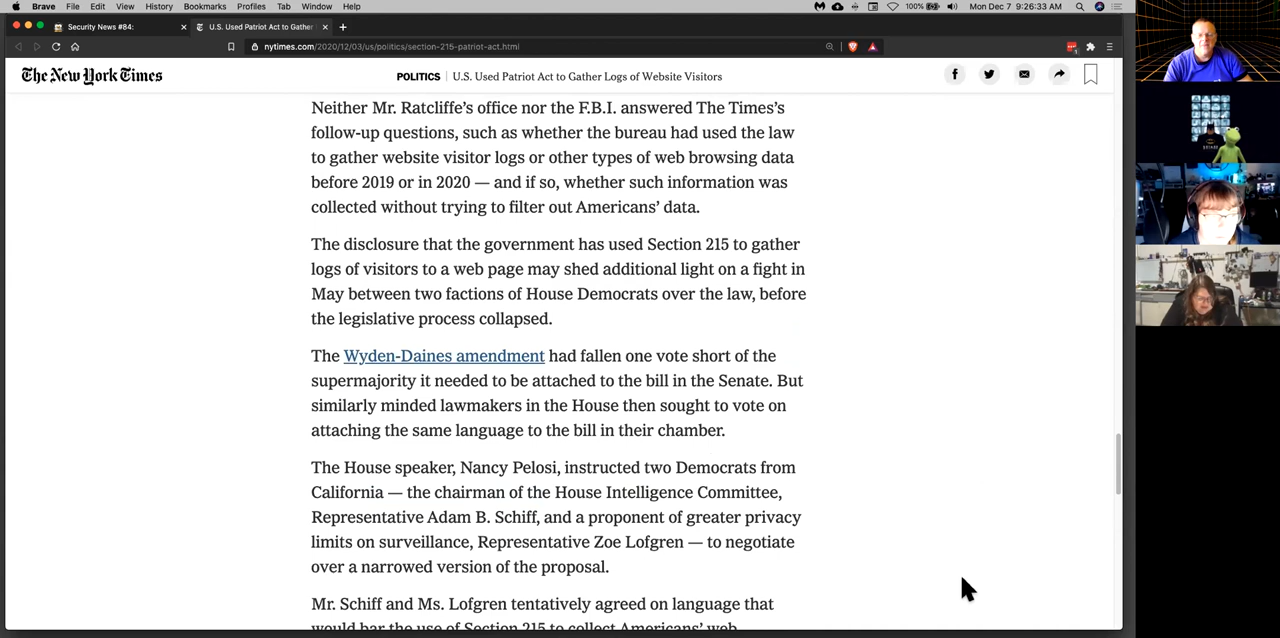 Brave File Edit View History Bookmarks Profiles Tab Window Help 100% Mon Dec 7 9:26:33 AM
Security News #84: U.S. Used Patriot Act to Gather
nytimes.com/2020/12/03/us/politics/section-215-patriot-act.html
The New York Times POLITICS U.S. Used Patriot Act to Gather Logs of Website Visitors
Neither Mr. Ratcliffe’s office nor the F.B.I. answered The Times’s
follow-up questions, such as whether the bureau had used the law
to gather website visitor logs or other types of web browsing data
before 2019 or in 2020 — and if so, whether such information was
collected without trying to filter out Americans’ data.
The disclosure that the government has used Section 215 to gather
logs of visitors to a web page may shed additional light on a fight in
May between two factions of House Democrats over the law, before
the legislative process collapsed.
The Wyden-Daines amendment had fallen one vote short of the
supermajority it needed to be attached to the bill in the Senate. But
similarly minded lawmakers in the House then sought to vote on
attaching the same language to the bill in their chamber.
The House speaker, Nancy Pelosi, instructed two Democrats from
California — the chairman of the House Intelligence Committee,
Representative Adam B. Schiff, and a proponent of greater privacy
limits on surveillance, Representative Zoe Lofgren — to negotiate
over a narrowed version of the proposal.
Mr. Schiff and Ms. Lofgren tentatively agreed on language that
would bar the use of Section 215 to collect Americans’ web